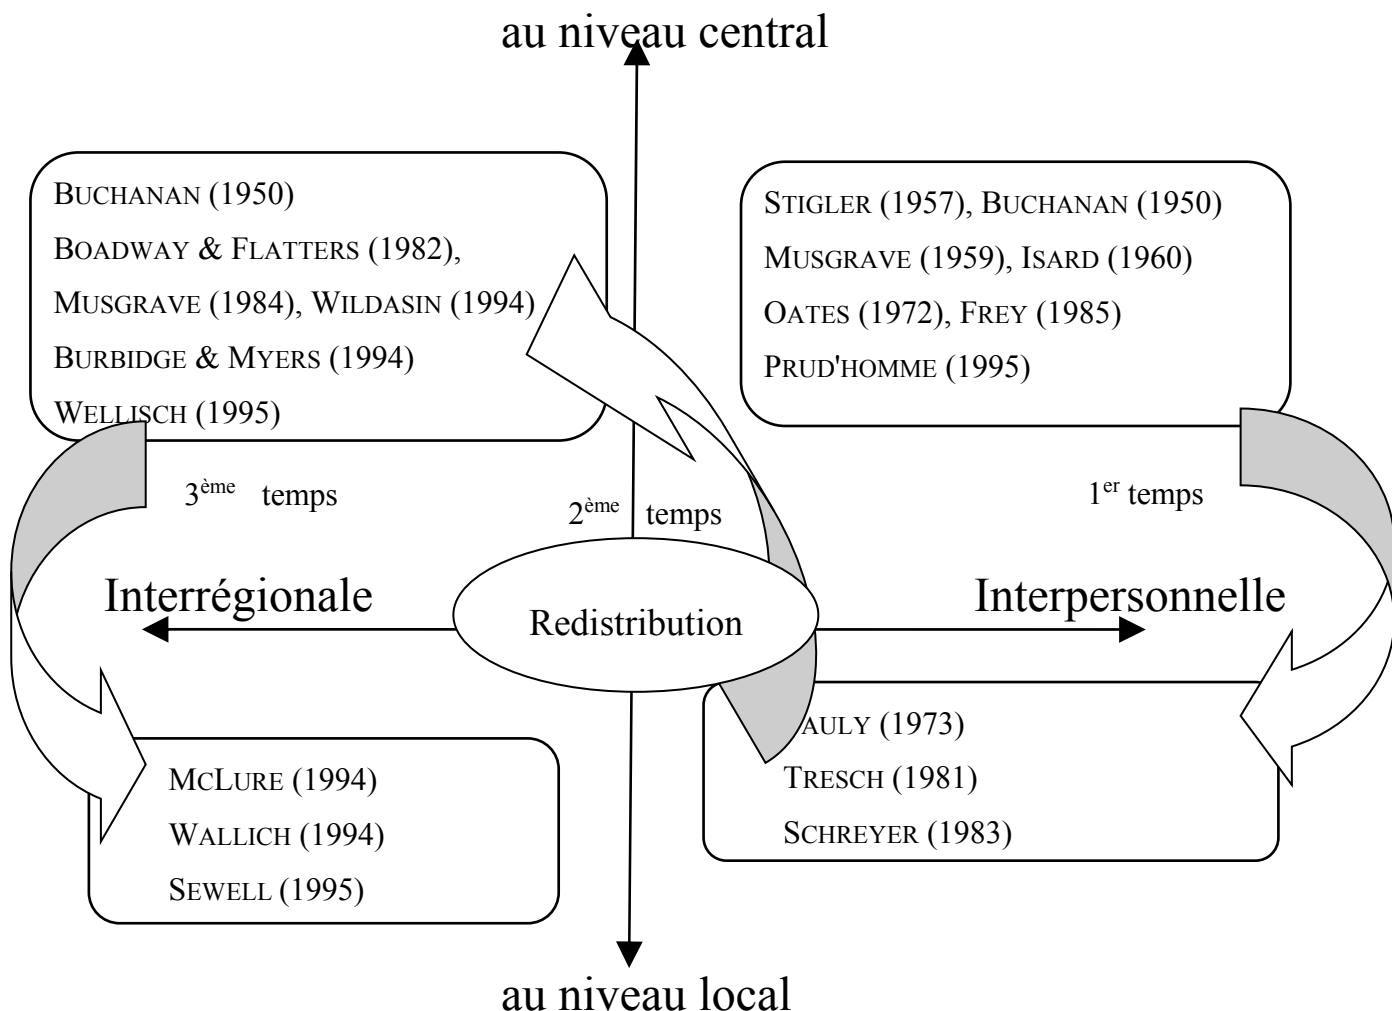 au niveau central
BUCHANAN (1950)
BOADWAY & FLATTERS (1982),
MUSGRAVE (1984), WILDASIN (1994)
BURBIDGE & MYERS (1994)
WELLISCH (1995)
STIGLER (1957), BUCHANAN (1950)
MUSGRAVE (1959), ISARD (1960)
OATES (1972), FREY (1985)
PRUD'HOMME (1995)
3ème temps
2ème temps
1er temps
Interrégionale
Redistribution
Interpersonnelle
MCLURE (1994)
WALLICH (1994)
SEWELL (1995)
AULY (1973)
TRESCH (1981)
SCHREYER (1983)
au niveau local